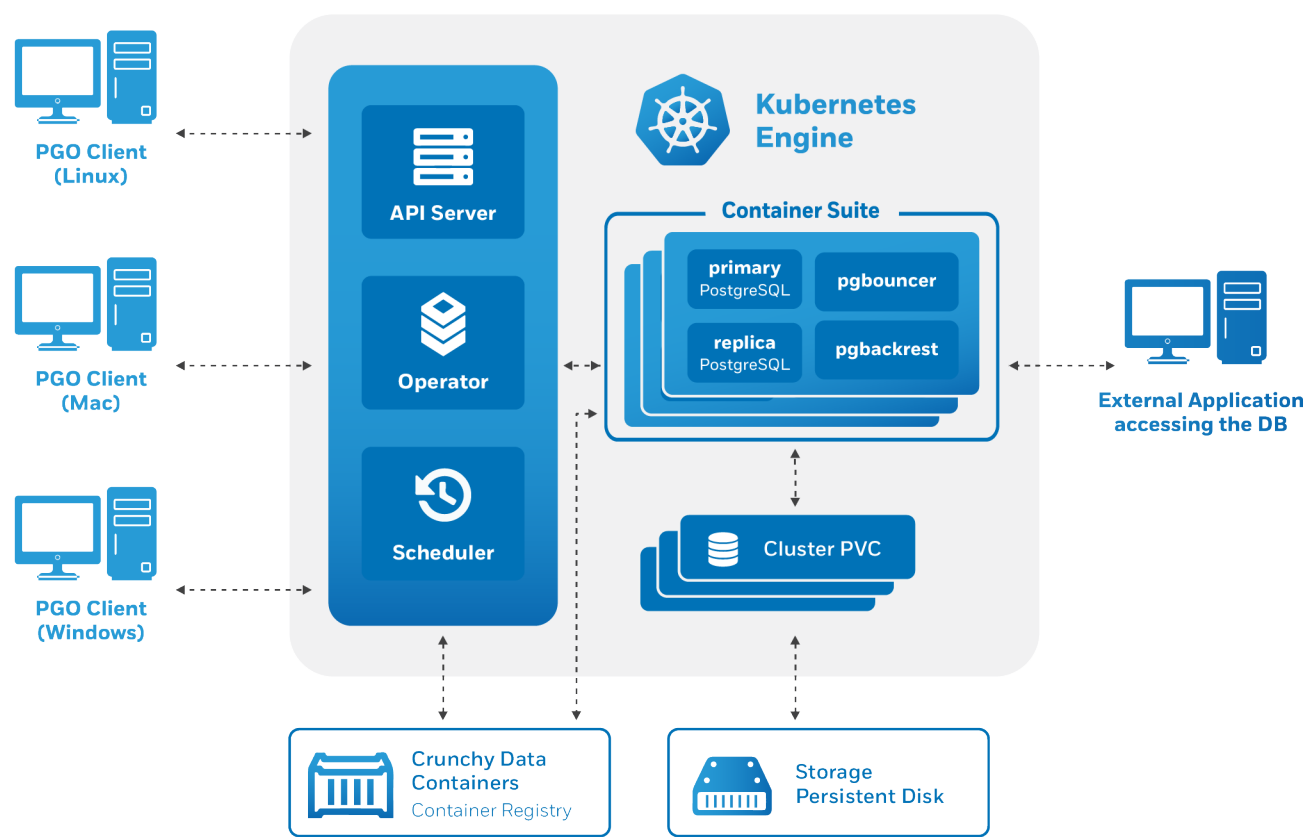 PGO Client
(Linux)
PGO Client
(Mac)
PGO Client
(Windows)
API Server
Operator
Scheduler
Kubernetes
Engine
Container Suite
primary
PostgreSQL
pgbouncer
replica
PostgreSQL
pgbackrest
Cluster PVC
External Application
accessing the DB
Crunchy Data
Containers
Container Registry
Storage
Persistent Disk